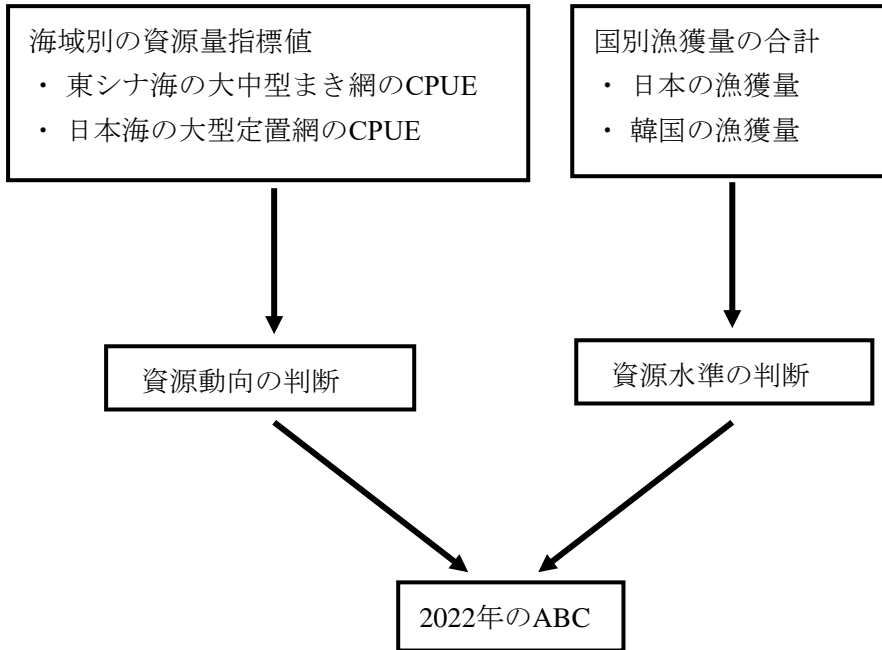 海域別の資源量指標値
・ 東シナ海の大中型まき網のCPUE
・ 日本海の大型定置網のCPUE
国別漁獲量の合計
・ 日本の漁獲量
・ 韓国の漁獲量
資源動向の判断
資源水準の判断
2022年のABC